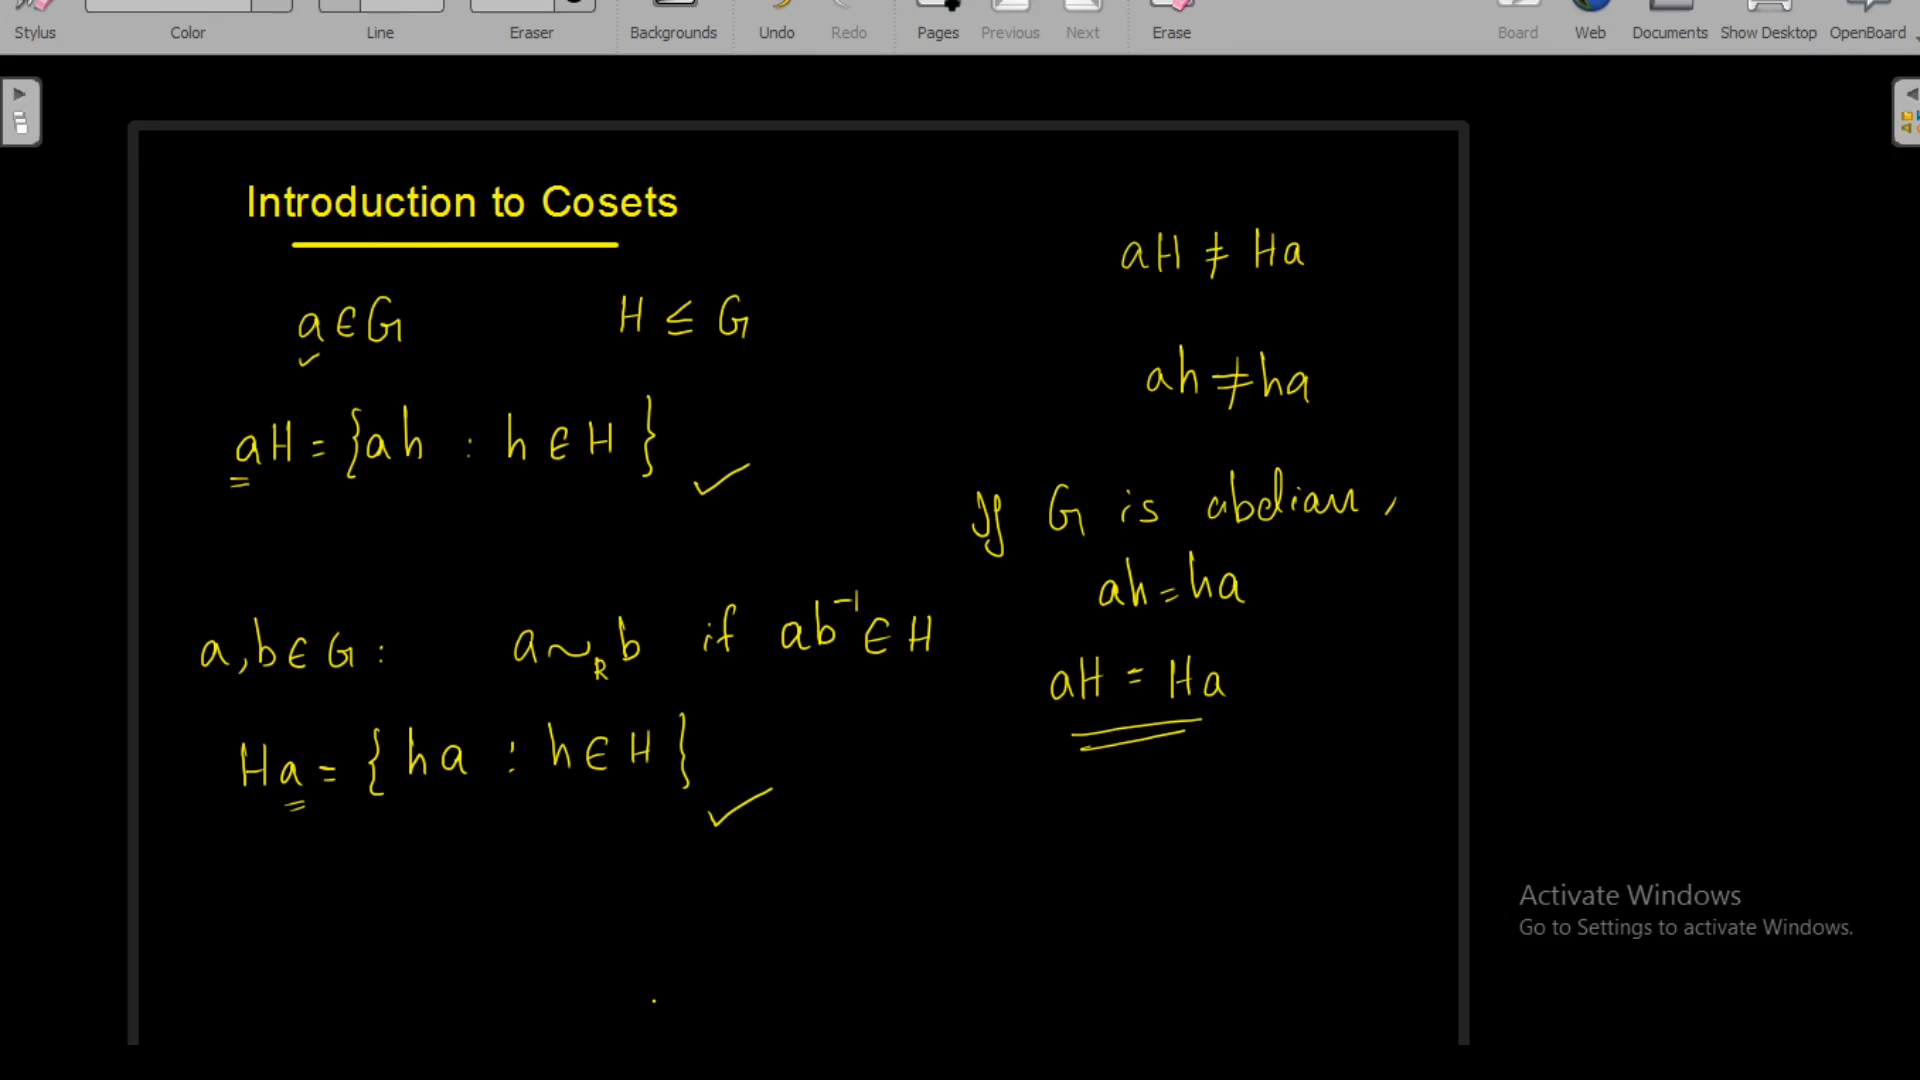 Stylus Color Line Eraser Backgrounds Undo Redo Pages Previous Next Erase Board Web Documents Show Desktop OpenBoard
Introduction to Cosets
a∈G H ≤ G
aH = {ah : h∈H}
a,b∈G: a ~_R b if ab⁻¹ ∈ H
Ha = {ha : h∈H}
aH ≠ Ha
ah ≠ ha
If G is abelian,
ah = ha
aH = Ha
Activate Windows
Go to Settings to activate Windows.